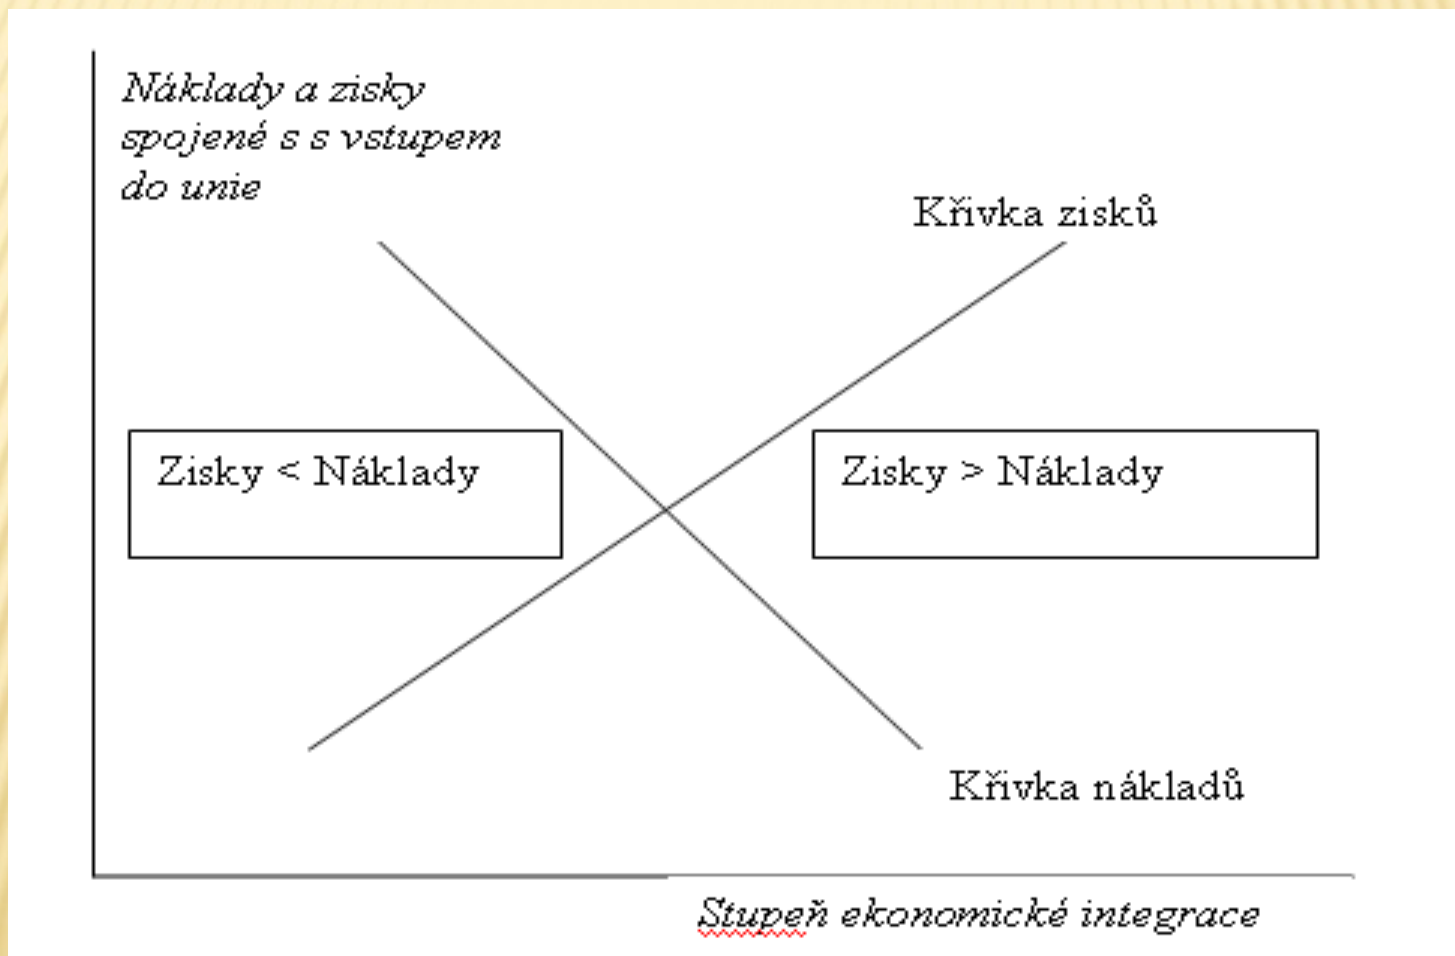 Náklady a zisky
spojené s s vstupem
do unie
Křivka zisků
Zisky < Náklady
Zisky > Náklady
Křivka nákladů
Stupeň ekonomické integrace